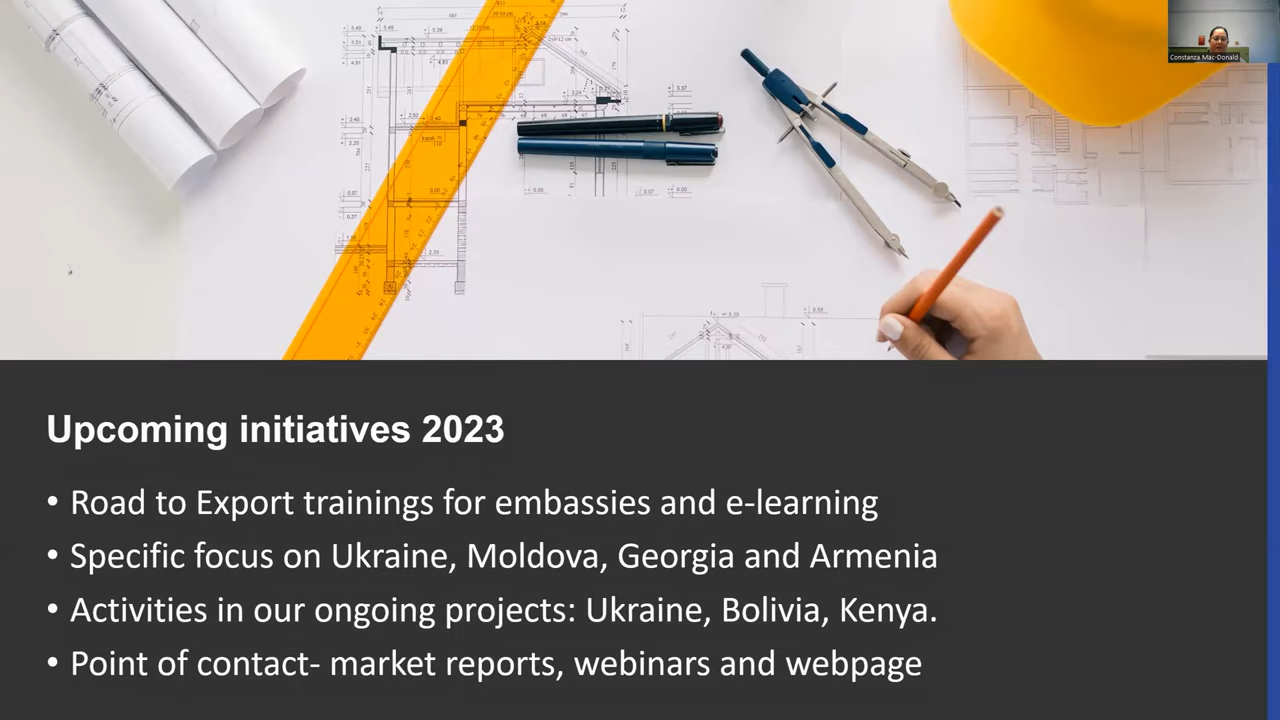 Constanza Mac-Donald
Upcoming initiatives 2023
• Road to Export trainings for embassies and e-learning
• Specific focus on Ukraine, Moldova, Georgia and Armenia
• Activities in our ongoing projects: Ukraine, Bolivia, Kenya.
• Point of contact- market reports, webinars and webpage